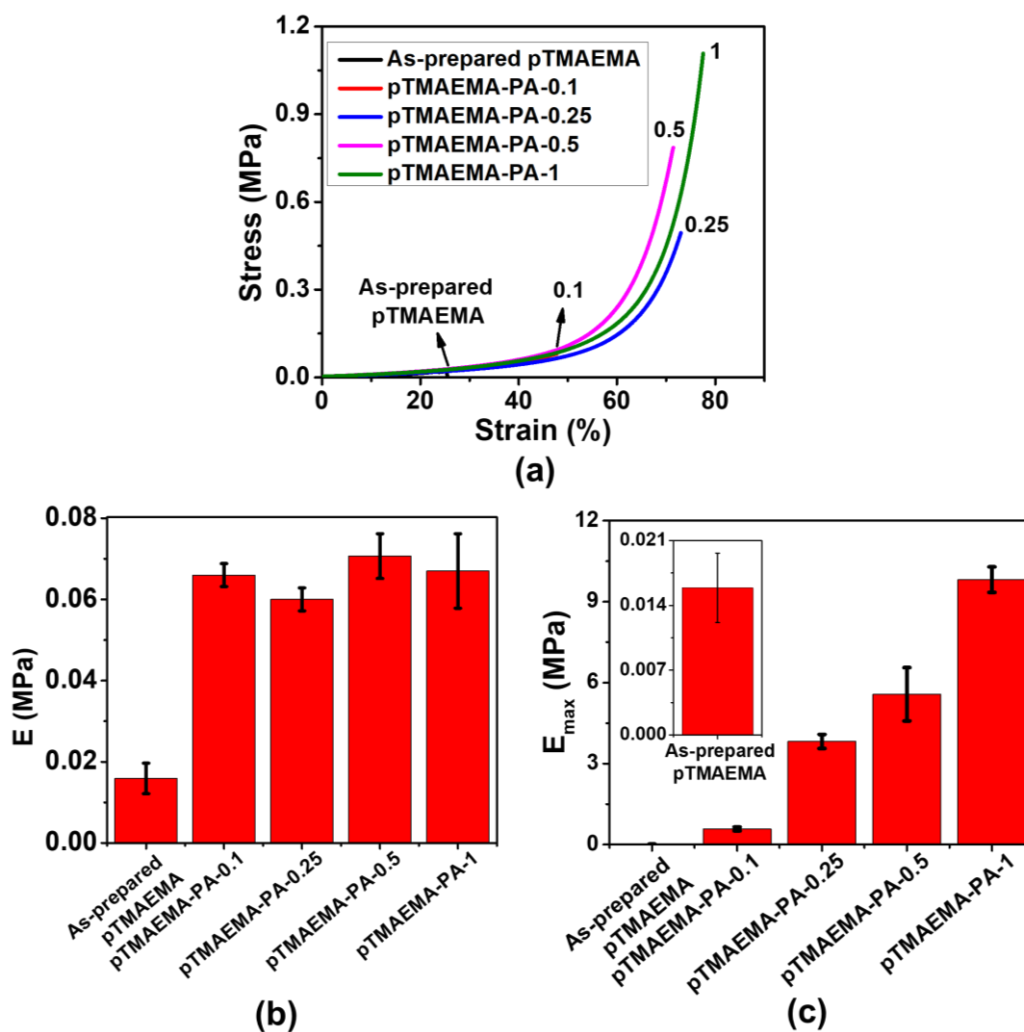 1.2
0.9
0.6
0.3
0.0
Stress (MPa)
As-prepared pTMAEMA
pTMAEMA-PA-0.1
pTMAEMA-PA-0.25
pTMAEMA-PA-0.5
pTMAEMA-PA-1
1
0.5
0.25
0.1
As-prepared
pTMAEMA
0 20 40 60 80
Strain (%)
(a)
0.08
0.06
0.04
0.02
0.00
E (MPa)
As-prepared
pTMAEMA
pTMAEMA-PA-0.1
pTMAEMA-PA-0.25
pTMAEMA-PA-0.5
pTMAEMA-PA-1
(b)
12
9
6
3
0
Emax (MPa)
0.021
0.014
0.007
0.000
As-prepared
pTMAEMA
As-prepared
pTMAEMA
pTMAEMA-PA-0.1
pTMAEMA-PA-0.25
pTMAEMA-PA-0.5
pTMAEMA-PA-1
(c)